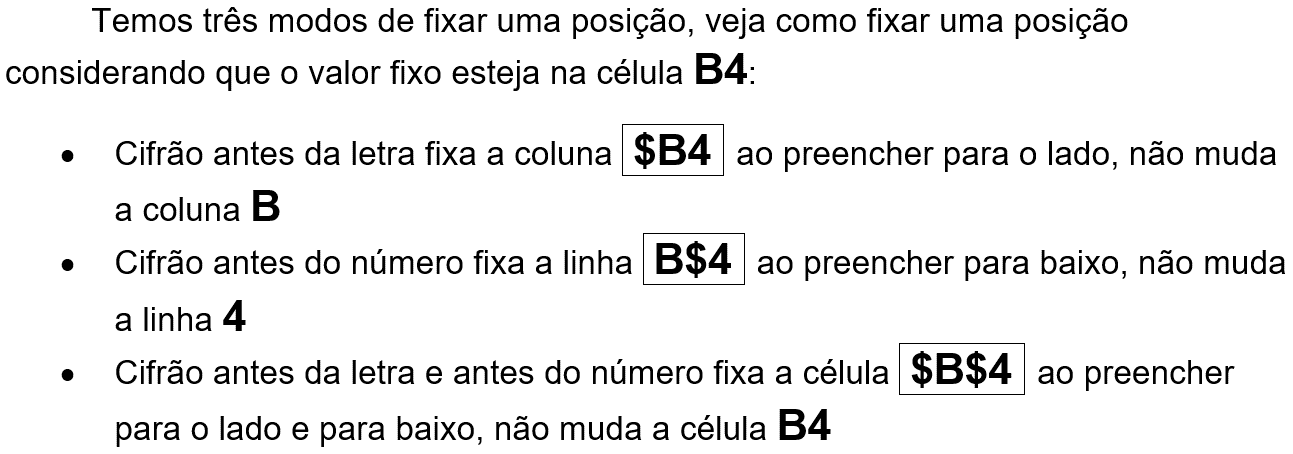 Temos três modos de fixar uma posição, veja como fixar uma posição
considerando que o valor fixo esteja na célula B4:
• Cifrão antes da letra fixa a coluna $B4 ao preencher para o lado, não muda
a coluna B
• Cifrão antes do número fixa a linha B$4 ao preencher para baixo, não muda
a linha 4
• Cifrão antes da letra e antes do número fixa a célula $B$4 ao preencher
para o lado e para baixo, não muda a célula B4